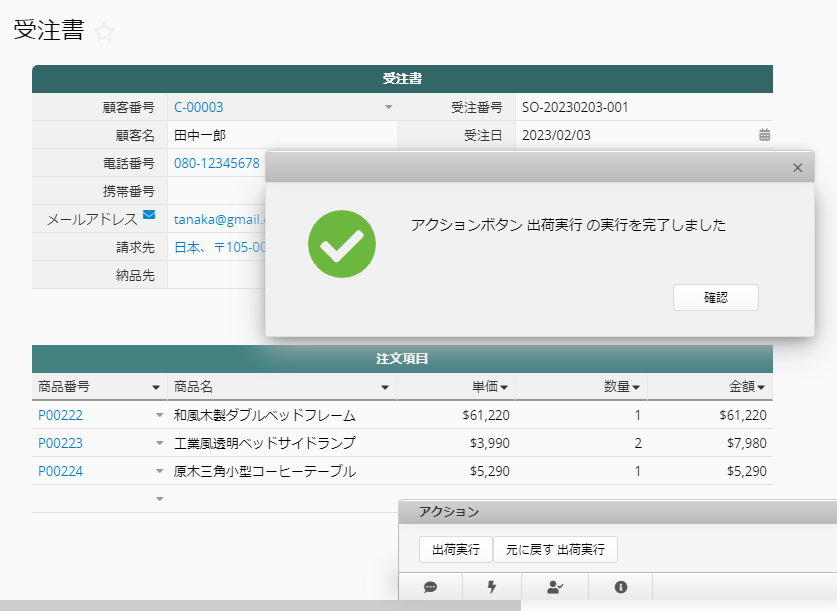 受注書
受注書
顧客番号 C-00003 受注番号 SO-20230203-001
顧客名 田中一郎 受注日 2023/02/03
電話番号 080-12345678
携帯番号
メールアドレス tanaka@gmail.
請求先 日本、〒105-00
納品先
アクションボタン 出荷実行 の実行を完了しました
確認
注文項目
商品番号 商品名 単価 数量 金額
P00222 和風木製ダブルベッドフレーム $61,220 1 $61,220
P00223 工業風透明ベッドサイドランプ $3,990 2 $7,980
P00224 原木三角小型コーヒーテーブル $5,290 1 $5,290
アクション
出荷実行 元に戻す 出荷実行